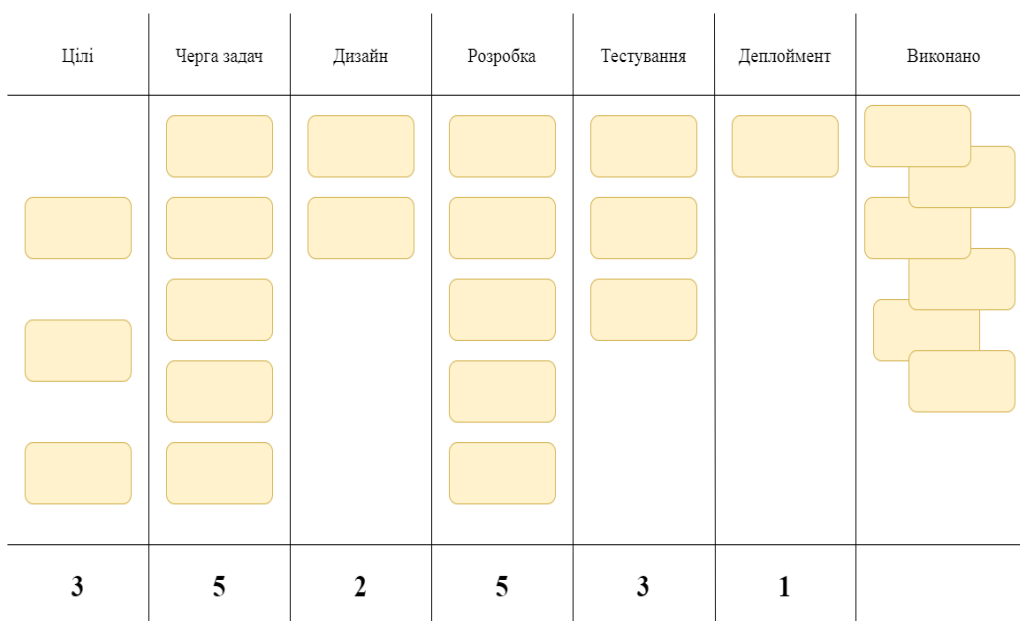 Цілі
Черга задач
Дизайн
Розробка
Тестування
Деплоймент
Виконано
3
5
2
5
3
1